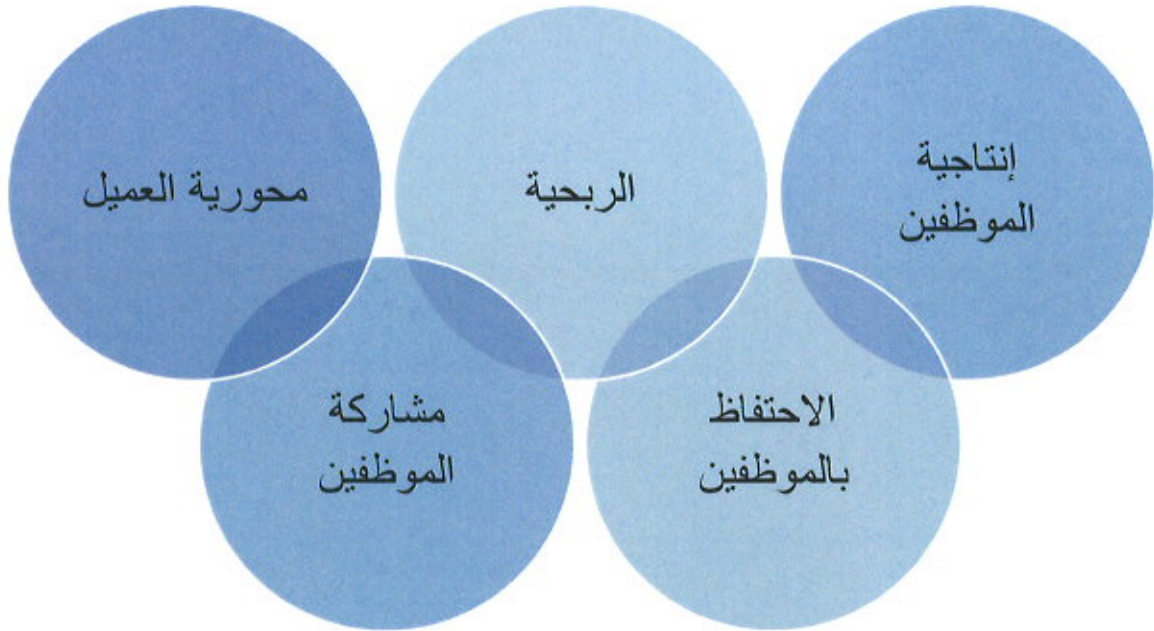 إنتاجية
الموظفين
الربحية
محورية العميل
الاحتفاظ
بالموظفين
مشاركة
الموظفين